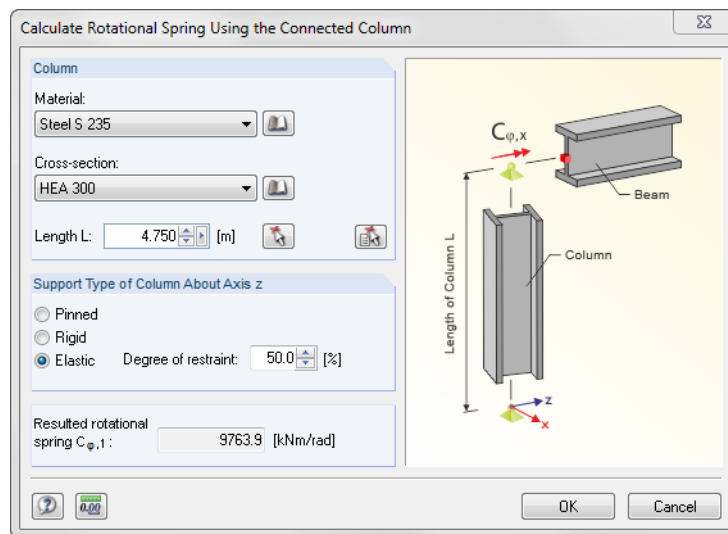 Calculate Rotational Spring Using the Connected Column
Column
Material:
Steel S 235
Cross-section:
HEA 300
Length L: 4.750 [m]
Support Type of Column About Axis z
Pinned
Rigid
Elastic Degree of restraint: 50.0 [%]
Resulted rotational
spring Cφ,1 : 9763.9 [kNm/rad]
Cφ,x
Beam
Column
Length of Column L
z
x
0.00
OK Cancel